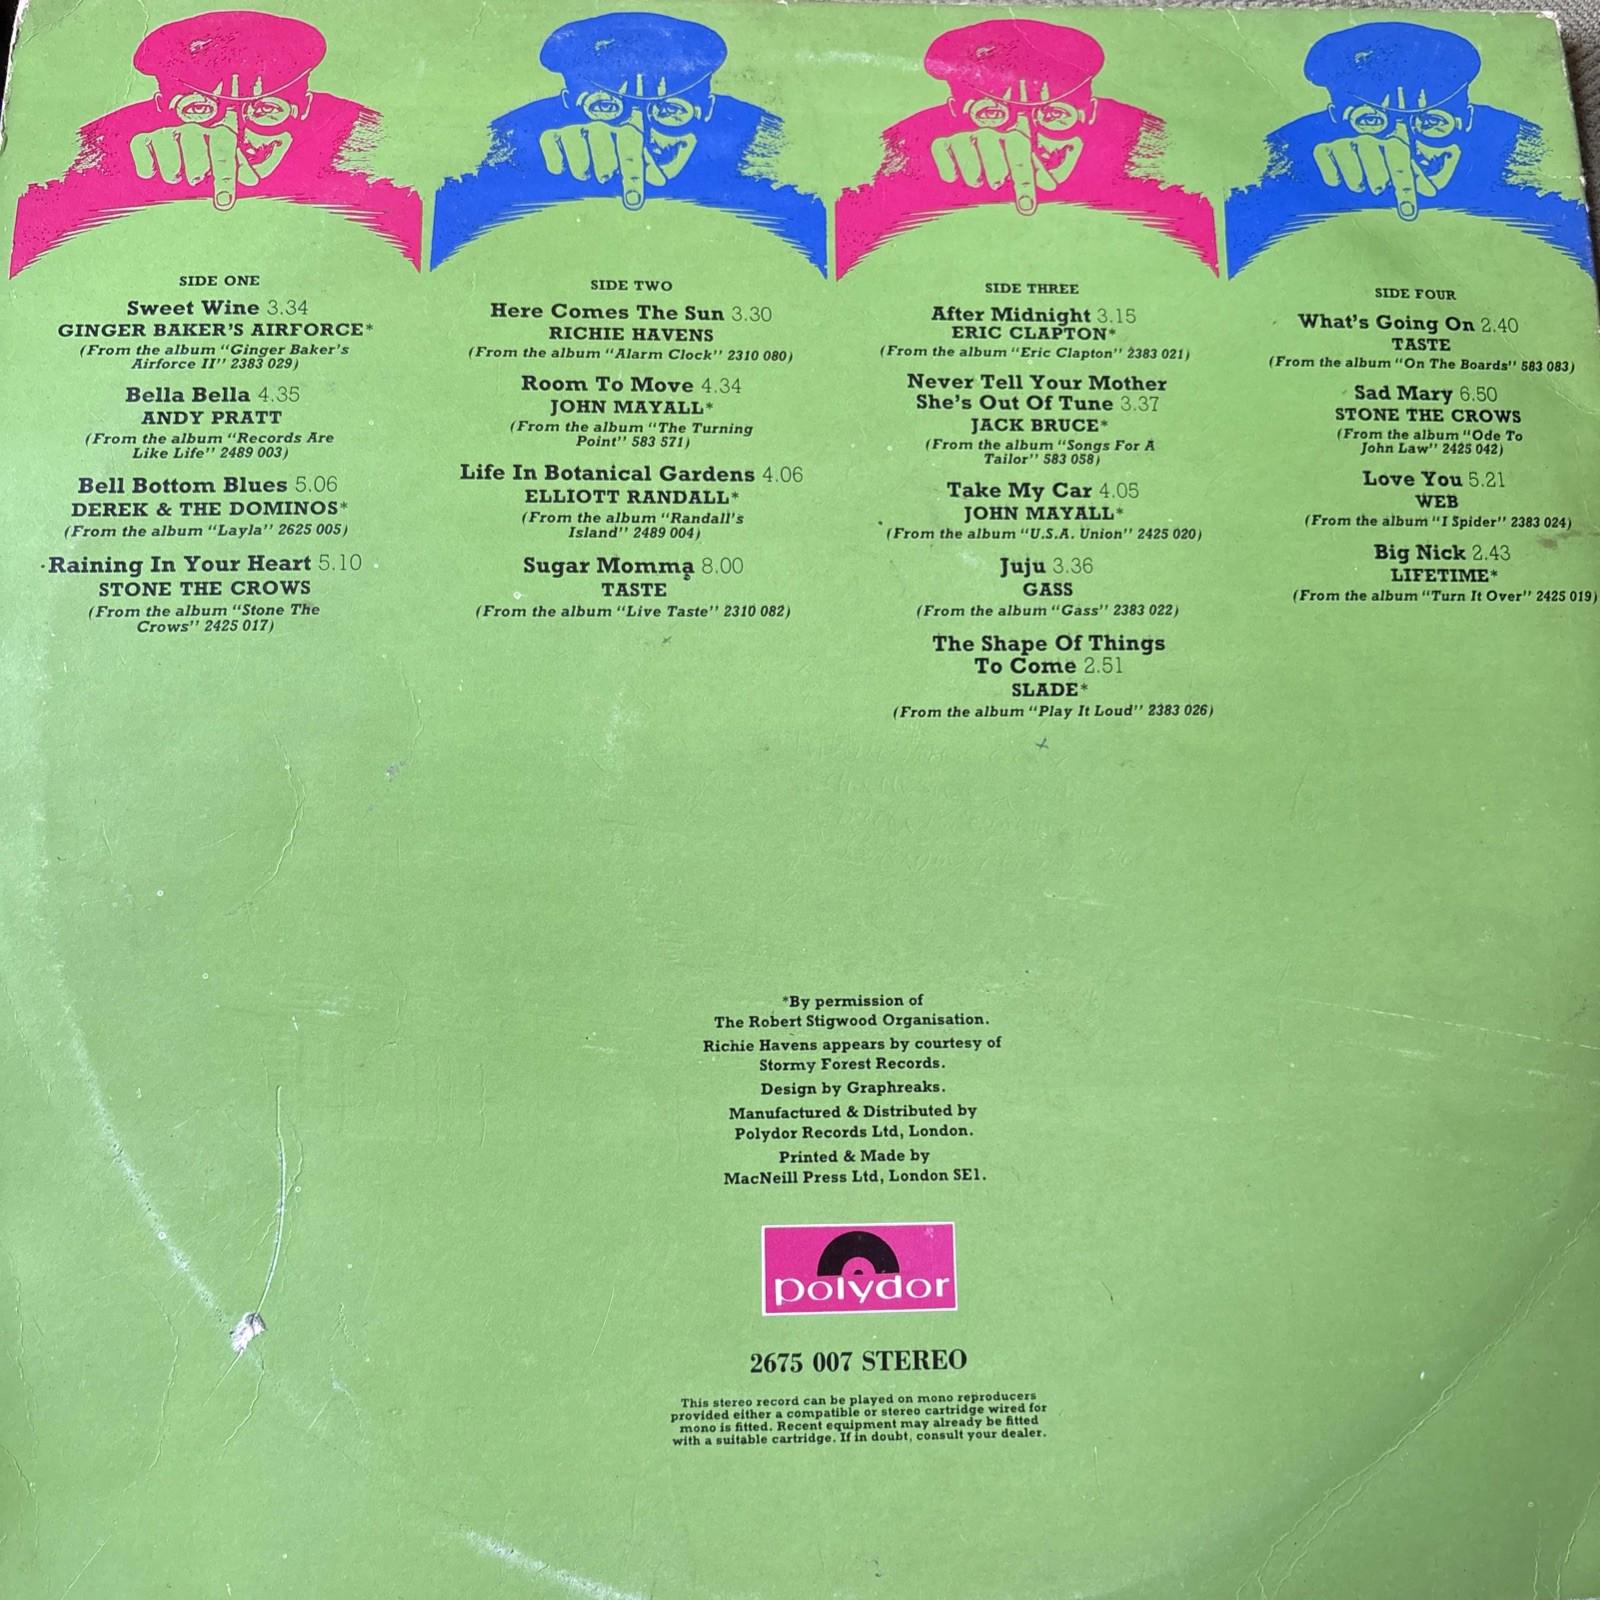 SIDE ONE
Sweet Wine 3.34
GINGER BAKER'S AIRFORCE*
(From the album "Ginger Baker's
Airforce II" 2383 029)
Bella Bella 4.35
ANDY PRATT
(From the album "Records Are
Like Life" 2489 003)
Bell Bottom Blues 5.06
DEREK & THE DOMINOS*
(From the album "Layla" 2625 005)
Raining In Your Heart 5.10
STONE THE CROWS
(From the album "Stone The
Crows" 2425 017)
SIDE TWO
Here Comes The Sun 3.30
RICHIE HAVENS
(From the album "Alarm Clock" 2310 080)
Room To Move 4.34
JOHN MAYALL*
(From the album "The Turning
Point" 583 571)
Life In Botanical Gardens 4.06
ELLIOTT RANDALL*
(From the album "Randall's
Island" 2489 004)
Sugar Momma 8.00
TASTE
(From the album "Live Taste" 2310 082)
SIDE THREE
After Midnight 3.15
ERIC CLAPTON*
(From the album "Eric Clapton" 2383 021)
Never Tell Your Mother
She's Out Of Tune 3.37
JACK BRUCE*
(From the album "Songs For A
Tailor" 583 058)
Take My Car 4.05
JOHN MAYALL*
(From the album "U.S.A. Union" 2425 020)
Juju 3.36
GASS
(From the album "Gass" 2383 022)
The Shape Of Things
To Come 2.51
SLADE*
(From the album "Play It Loud" 2383 026)
SIDE FOUR
What's Going On 2.40
TASTE
(From the album "On The Boards" 583 083)
Sad Mary 6.50
STONE THE CROWS
(From the album "Ode To
John Law" 2425 042)
Love You 5.21
WEB
(From the album "I Spider" 2383 024)
Big Nick 2.43
LIFETIME*
(From the album "Turn It Over" 2425 019)
*By permission of
The Robert Stigwood Organisation.
Richie Havens appears by courtesy of
Stormy Forest Records.
Design by Graphreaks.
Manufactured & Distributed by
Polydor Records Ltd, London.
Printed & Made by
MacNeill Press Ltd, London SE1.
polydor
2675 007 STEREO
This stereo record can be played on mono reproducers
provided either a compatible or stereo cartridge wired for
mono is fitted. Recent equipment may already be fitted
with a suitable cartridge. If in doubt, consult your dealer.